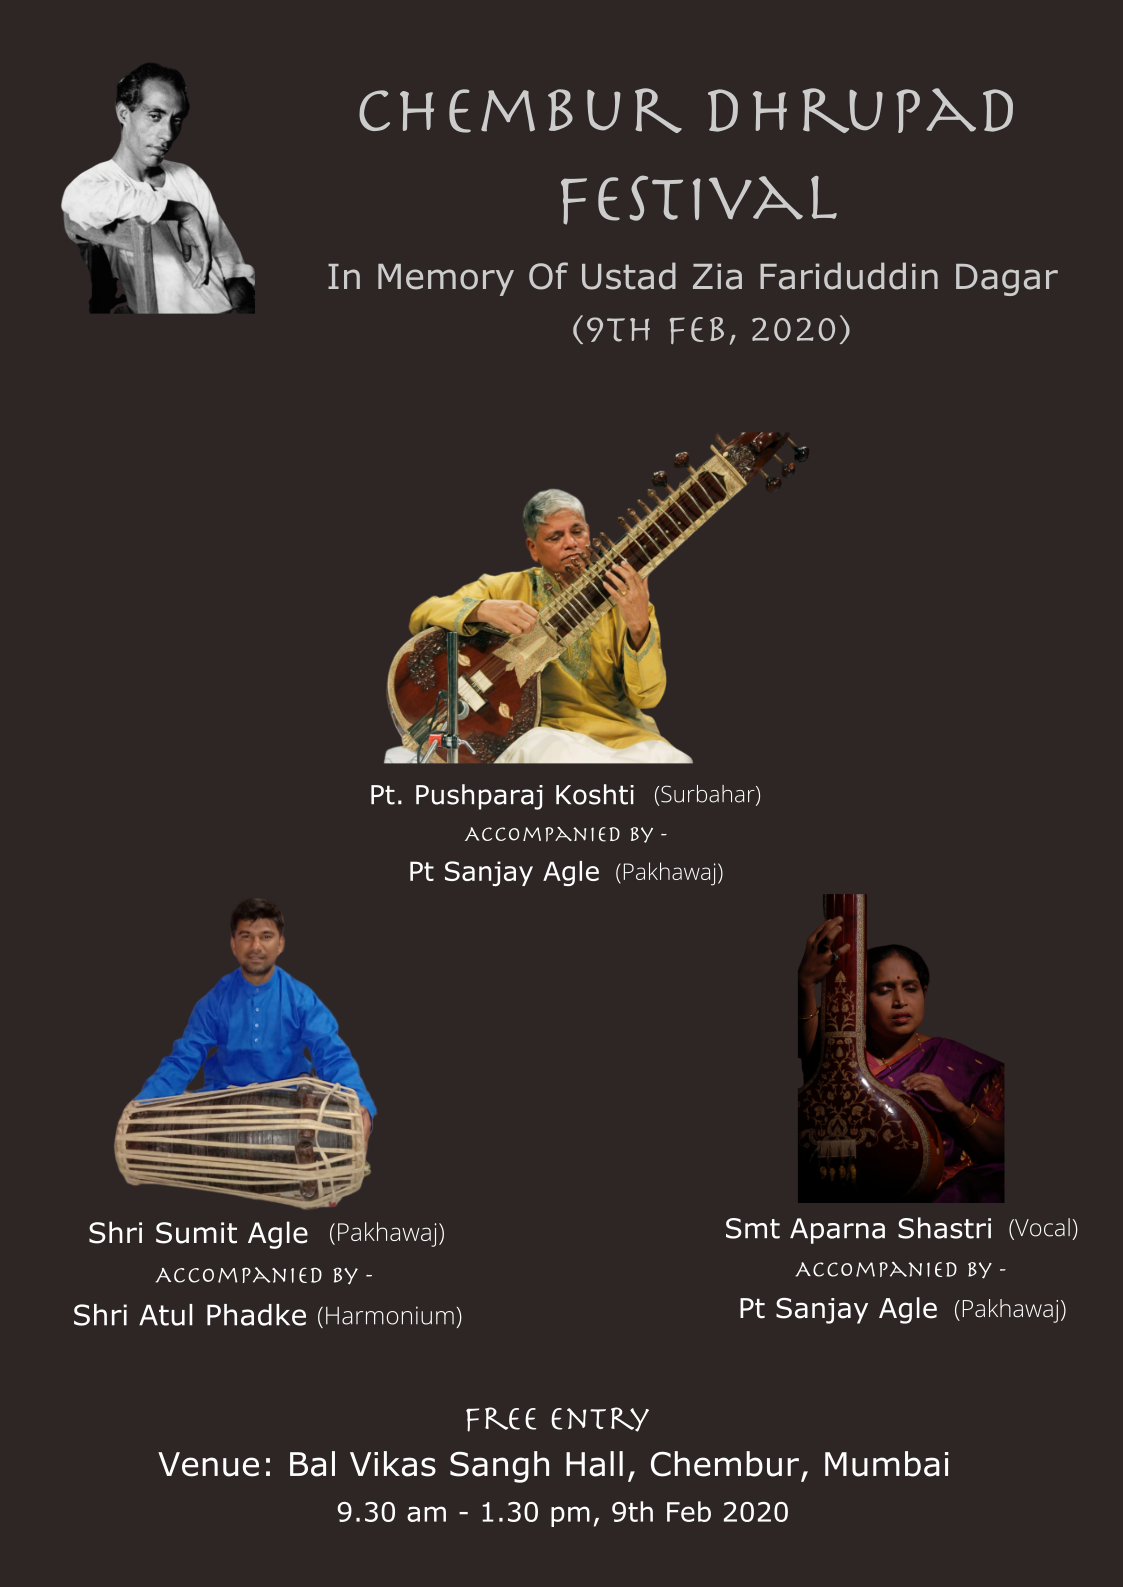 CHEMBUR DHRUPAD
FESTIVAL
In Memory Of Ustad Zia Fariduddin Dagar
(9TH FEB, 2020)
Pt. Pushparaj Koshti (Surbahar)
ACCOMPANIED BY -
Pt Sanjay Agle (Pakhawaj)
Shri Sumit Agle (Pakhawaj)
ACCOMPANIED BY -
Shri Atul Phadke (Harmonium)
Smt Aparna Shastri (Vocal)
ACCOMPANIED BY -
Pt Sanjay Agle (Pakhawaj)
FREE ENTRY
Venue: Bal Vikas Sangh Hall, Chembur, Mumbai
9.30 am - 1.30 pm, 9th Feb 2020